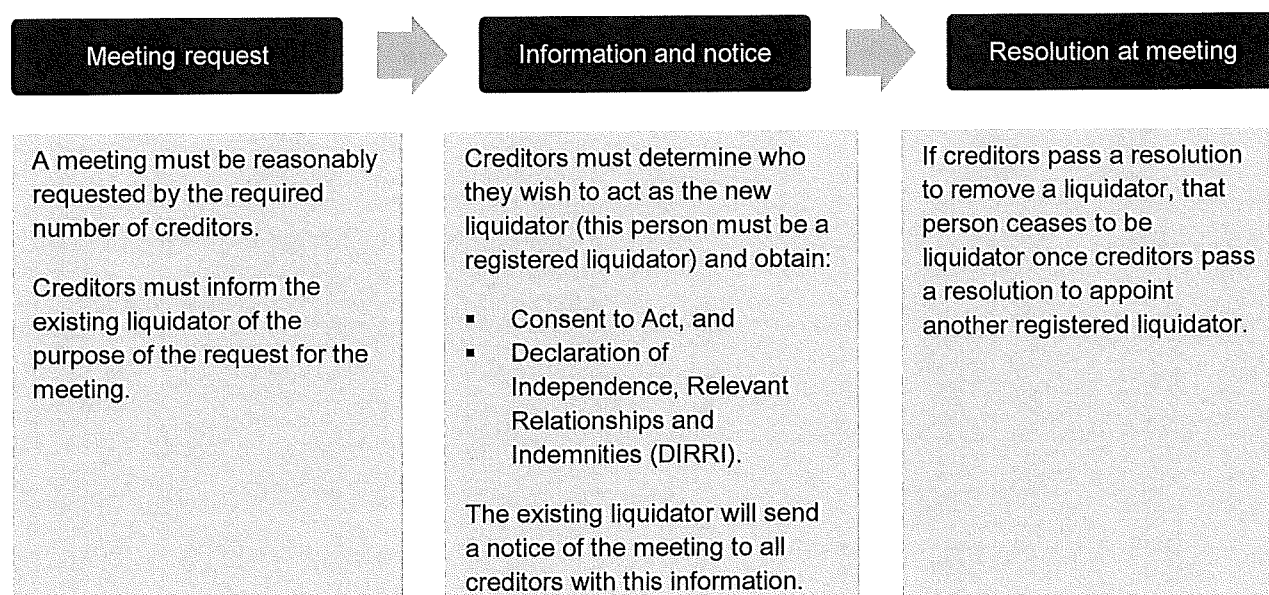 Meeting request
Information and notice
Resolution at meeting
A meeting must be reasonably
requested by the required
number of creditors.
Creditors must inform the
existing liquidator of the
purpose of the request for the
meeting.
Creditors must determine who
they wish to act as the new
liquidator (this person must be a
registered liquidator) and obtain:
▪ Consent to Act, and
▪ Declaration of
Independence, Relevant
Relationships and
Indemnities (DIRRI).
The existing liquidator will send
a notice of the meeting to all
creditors with this information.
If creditors pass a resolution
to remove a liquidator, that
person ceases to be
liquidator once creditors pass
a resolution to appoint
another registered liquidator.